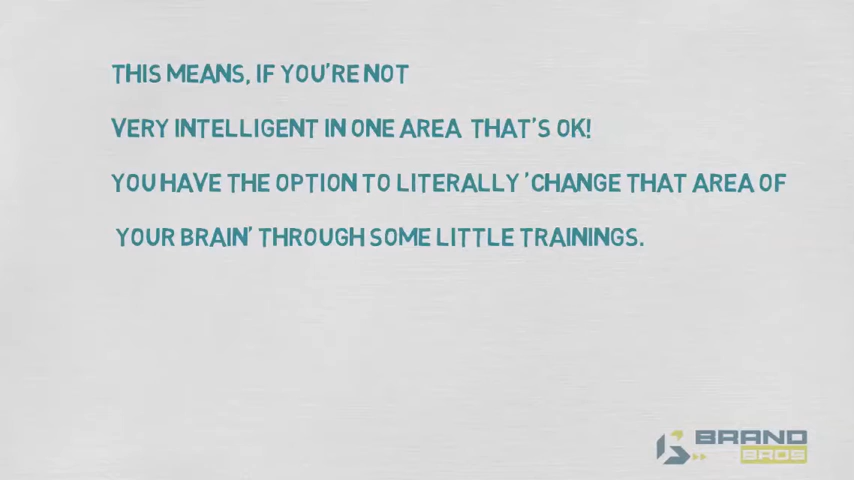 THIS MEANS, IF YOU'RE NOT
VERY INTELLIGENT IN ONE AREA THAT'S OK!
YOU HAVE THE OPTION TO LITERALLY 'CHANGE THAT AREA OF
YOUR BRAIN' THROUGH SOME LITTLE TRAININGS.
BRAND
BROS